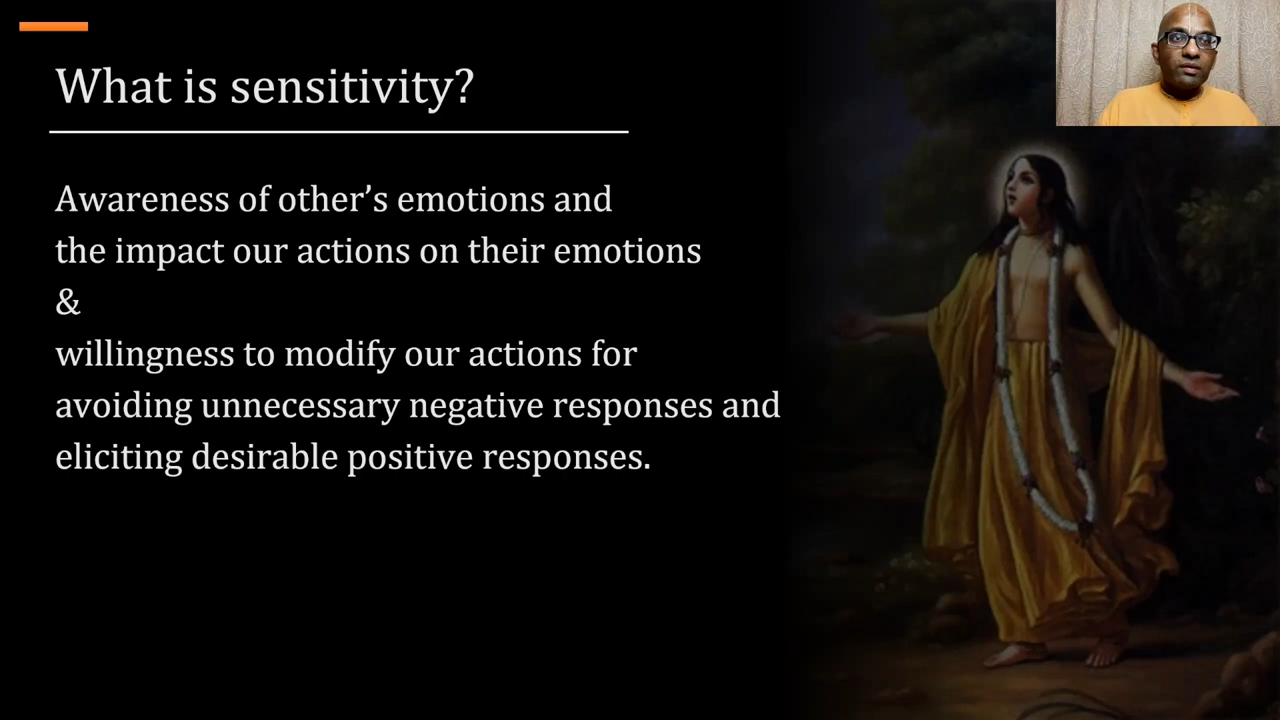 What is sensitivity?
Awareness of other’s emotions and
the impact our actions on their emotions
&
willingness to modify our actions for
avoiding unnecessary negative responses and
eliciting desirable positive responses.